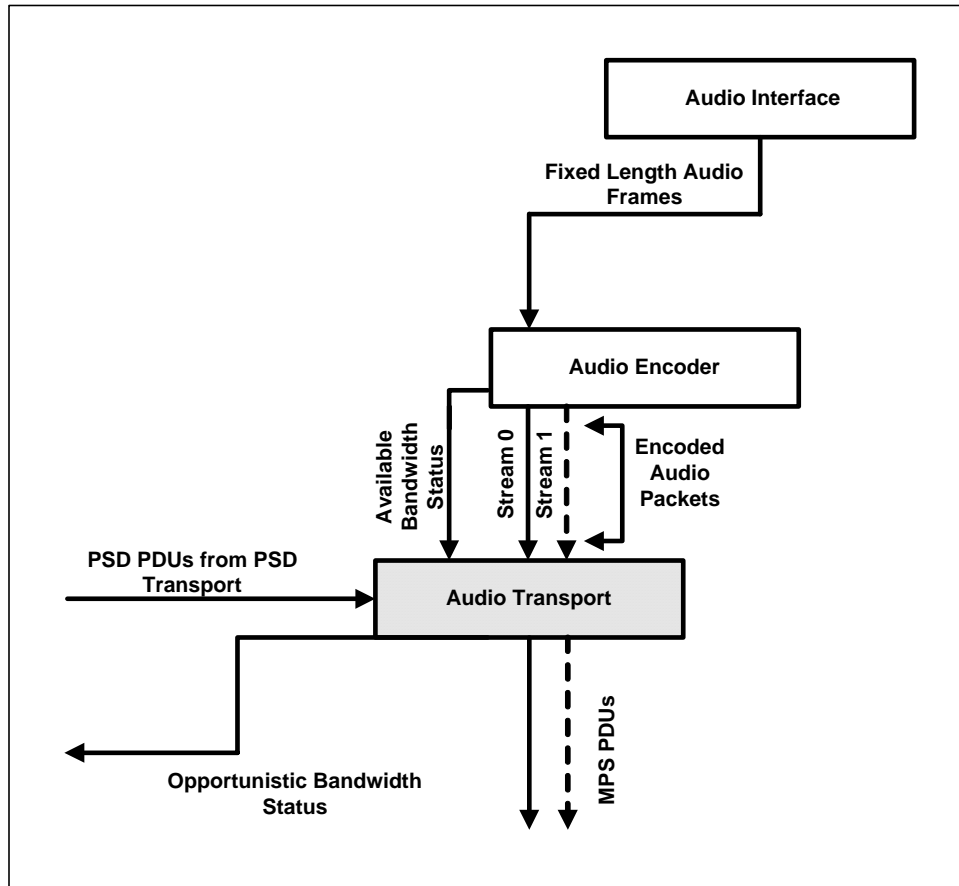 Audio Interface
Fixed Length Audio
Frames
Audio Encoder
Available
Bandwidth
Status
Stream 0
Stream 1
Encoded
Audio
Packets
PSD PDUs from PSD
Transport
Audio Transport
Opportunistic Bandwidth
Status
MPS PDUs